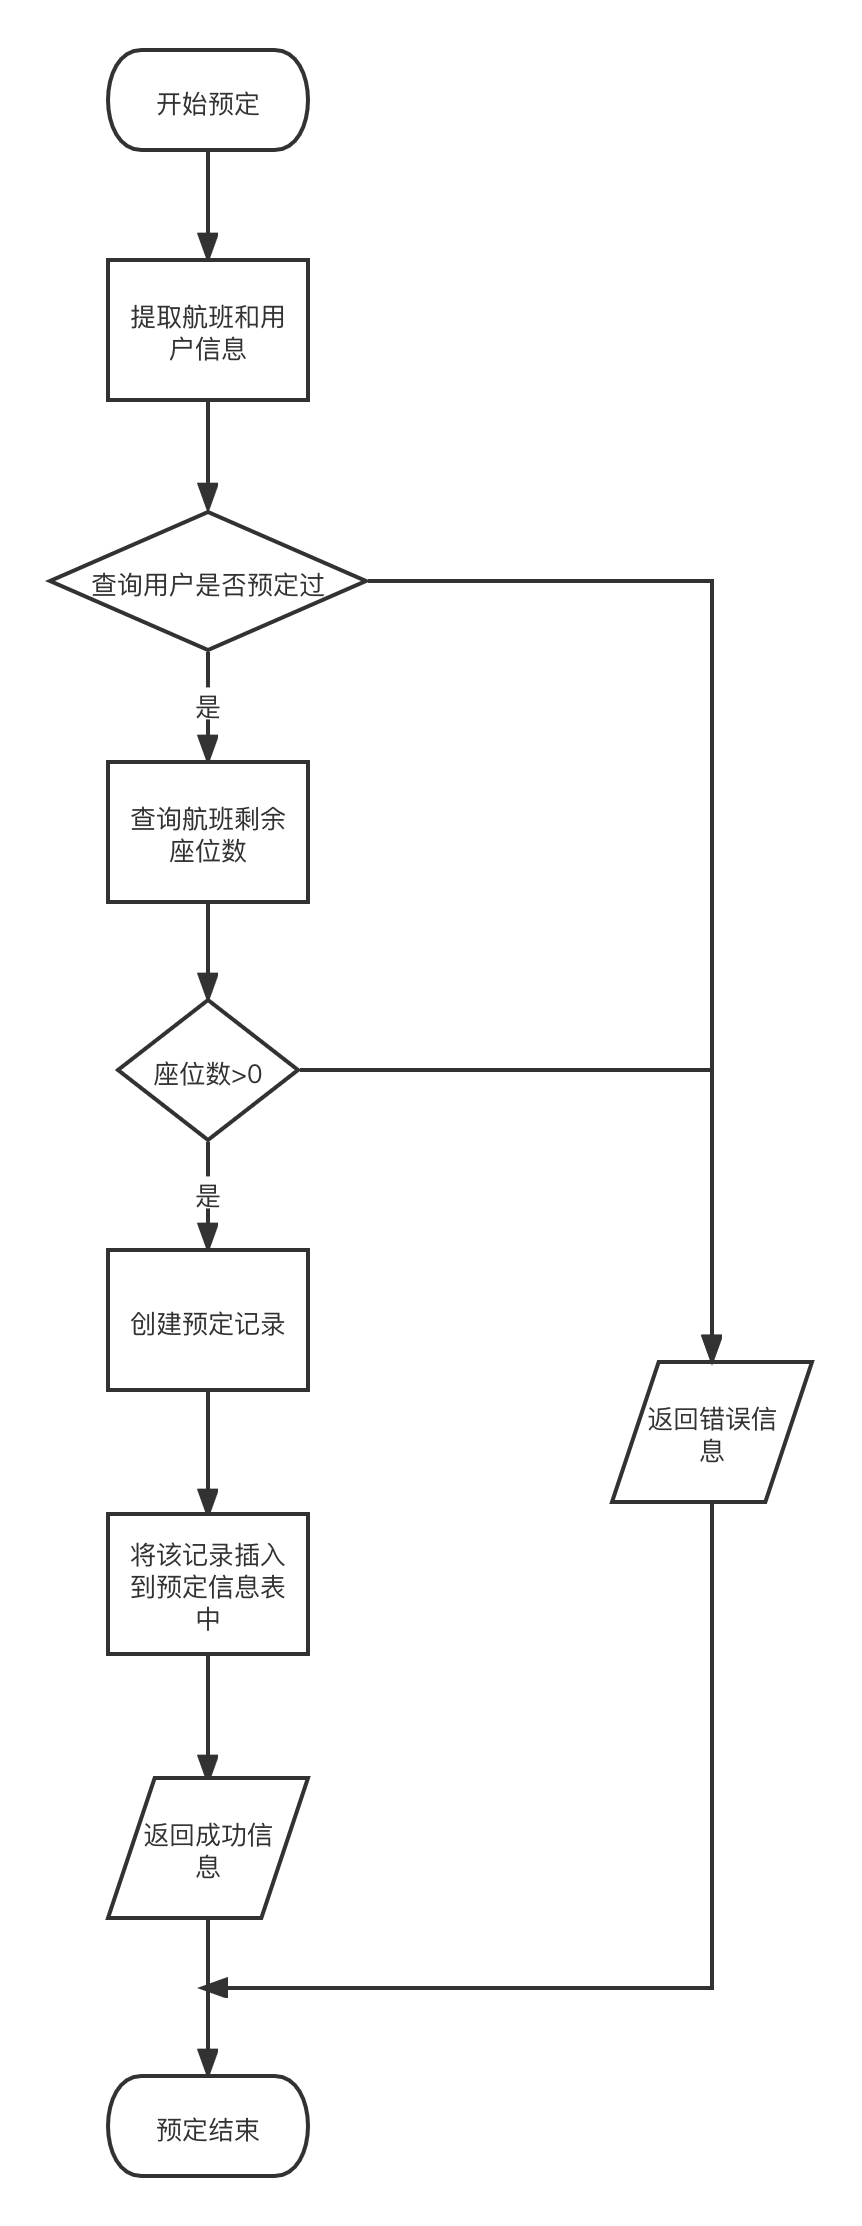 开始预定
提取航班和用
户信息
查询用户是否预定过
是
查询航班剩余
座位数
座位数>0
是
创建预定记录
返回错误信
息
将该记录插入
到预定信息表
中
返回成功信
息
预定结束